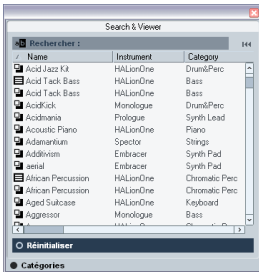 Search & Viewer
Rechercher :
Name Instrument Category
Acid Jazz Kit HALionOne Drum&Perc
Acid Tack Bass HALionOne Bass
Acid Tack Bass HALionOne Bass
AcidKick Monologue Drum&Perc
Acidmania Prologue Synth Lead
Acoustic Piano HALionOne Piano
Adamantium Spector Strings
Additivism Embracer Synth Pad
aerial Embracer Synth Pad
African Percussion HALionOne Chromatic Perc
African Percussion HALionOne Chromatic Perc
Aged Suitcase HALionOne Keyboard
Aggressor Monologue Bass
Réinitialiser
Catégories